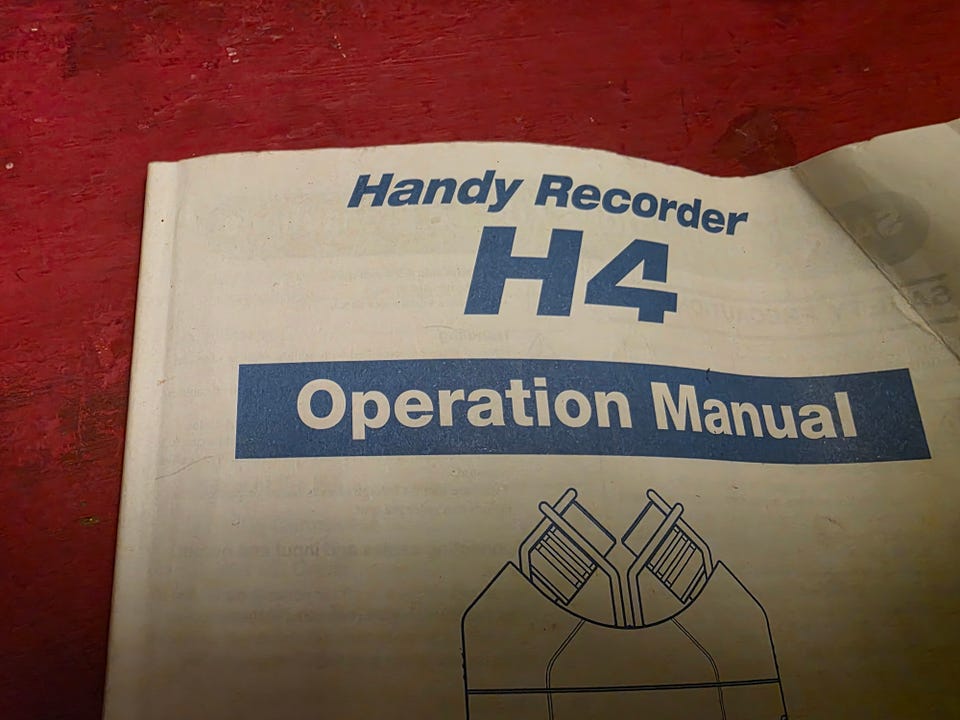 Handy Recorder
H4
Operation Manual